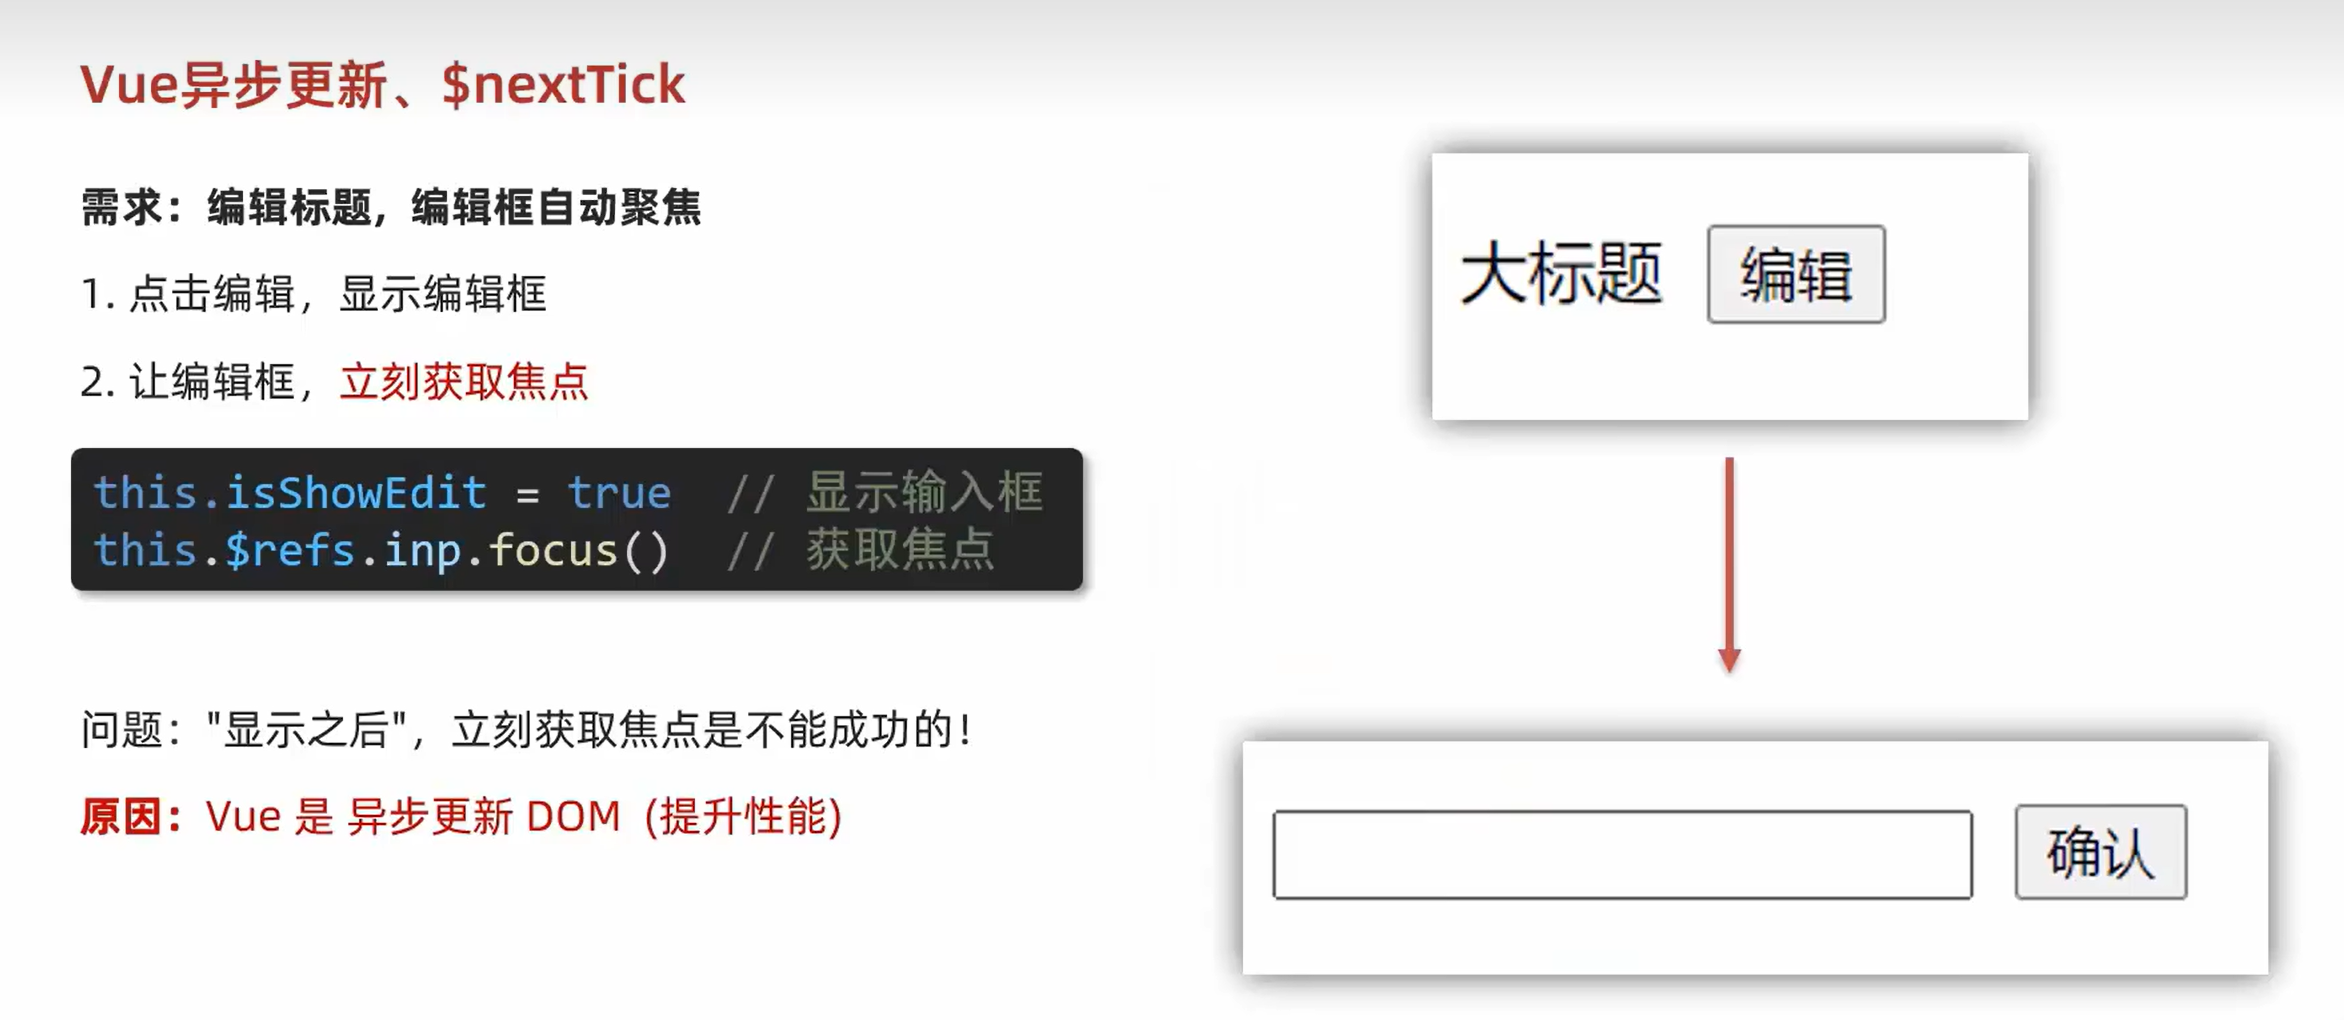 Vue异步更新、$nextTick
需求：编辑标题，编辑框自动聚焦
1. 点击编辑，显示编辑框
2. 让编辑框，立刻获取焦点
this.isShowEdit = true  // 显示输入框
this.$refs.inp.focus()  // 获取焦点
问题："显示之后"，立刻获取焦点是不能成功的！
原因：Vue 是 异步更新 DOM (提升性能)
大标题 编辑
确认